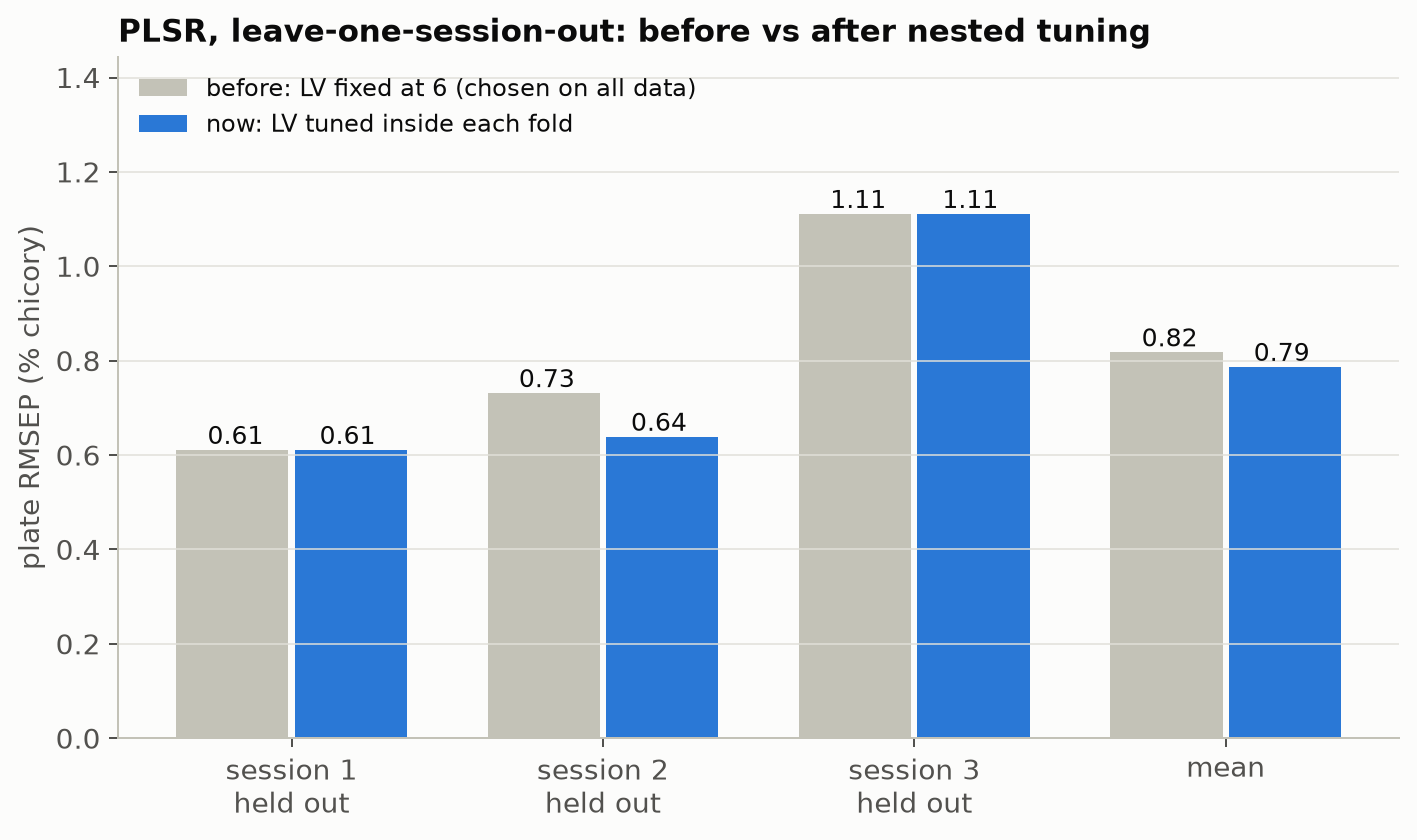 PLSR, leave-one-session-out: before vs after nested tuning
before: LV fixed at 6 (chosen on all data)
now: LV tuned inside each fold
plate RMSEP (% chicory)
1.4
1.2
1.0
0.8
0.6
0.4
0.2
0.0
0.61
0.61
0.73
0.64
1.11
1.11
0.82
0.79
session 1
held out
session 2
held out
session 3
held out
mean